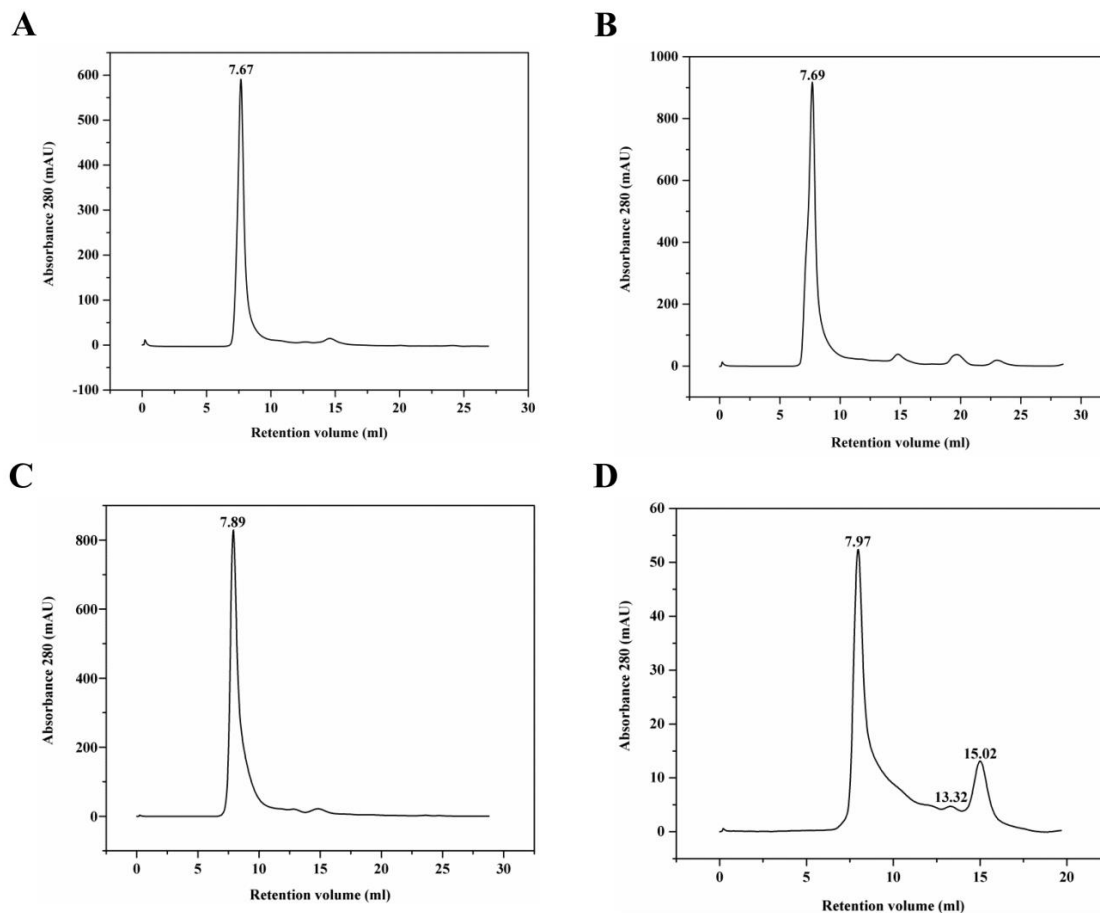 A
7.67
600
500
400
300
200
100
0
-100
Absorbance 280 (mAU)
0 5 10 15 20 25 30
Retention volume (ml)
B
7.69
1000
800
600
400
200
0
Absorbance 280 (mAU)
0 5 10 15 20 25 30
Retention volume (ml)
C
7.89
800
600
400
200
0
Absorbance 280 (mAU)
0 5 10 15 20 25 30
Retention volume (ml)
D
60
7.97
50
40
30
20
15.02
13.32
10
0
Absorbance 280 (mAU)
0 5 10 15 20
Retention volume (ml)